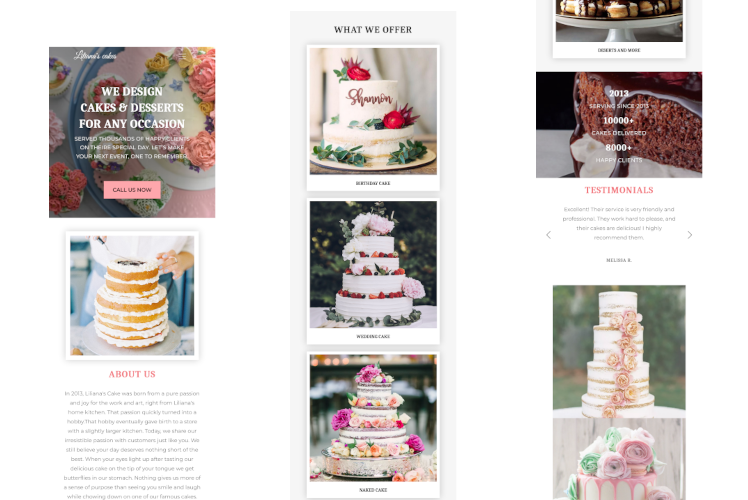 Liliana's cakes
WE DESIGN
CAKES & DESSERTS
FOR ANY OCCASION
SERVED THOUSANDS OF HAPPY CLIENTS
ON THEIRE SPECIAL DAY. LET'S MAKE
YOUR NEXT EVENT, ONE TO REMEMBER.
CALL US NOW
ABOUT US
In 2013, Liliana's Cake was born from a pure passion
and joy for the work and art, right from Liliana's
home kitchen. That passion quickly turned into a
hobby. That hobby eventually gave birth to a store
with a slightly larger kitchen. Today, we share our
irresistible passion with customers just like you. We
still believe your day deserves nothing short of the
best. When your eyes light up after tasting our
delicious cake on the tip of your tongue we get
butterflies in our stomach. Nothing gives us more of
a sense of purpose than seeing you smile and laugh
while chowing down on one of our famous cakes
WHAT WE OFFER
Shannon
BIRTHDAY CAKE
WEDDING CAKE
NAKED CAKE
DESERTS AND MORE
2013
SERVING SINCE 2013
10000+
CAKES DELIVERED
8000+
HAPPY CLIENTS
TESTIMONIALS
Excellent! Their service is very friendly and
professional. They work hard to please, and
their cakes are delicious! I highly
recommend them.
MELISSA R.